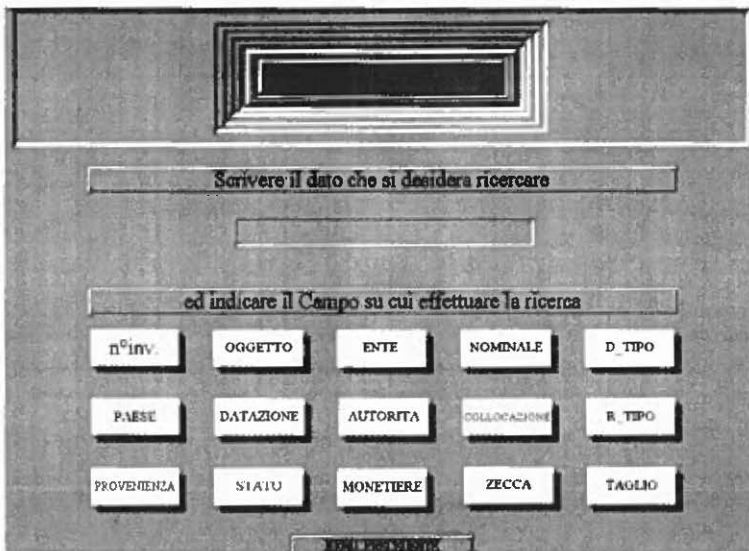 Scrivere il dato che si desidera ricercare
ed indicare il Campo su cui effettuare la ricerca
n°inv. OGGETTO ENTE NOMINALE D_TIPO
PAESE DATAZIONE AUTORITA COLLOCAZIONE R_TIPO
PROVENIENZA STATO MONETIERE ZECCA TAGLIO